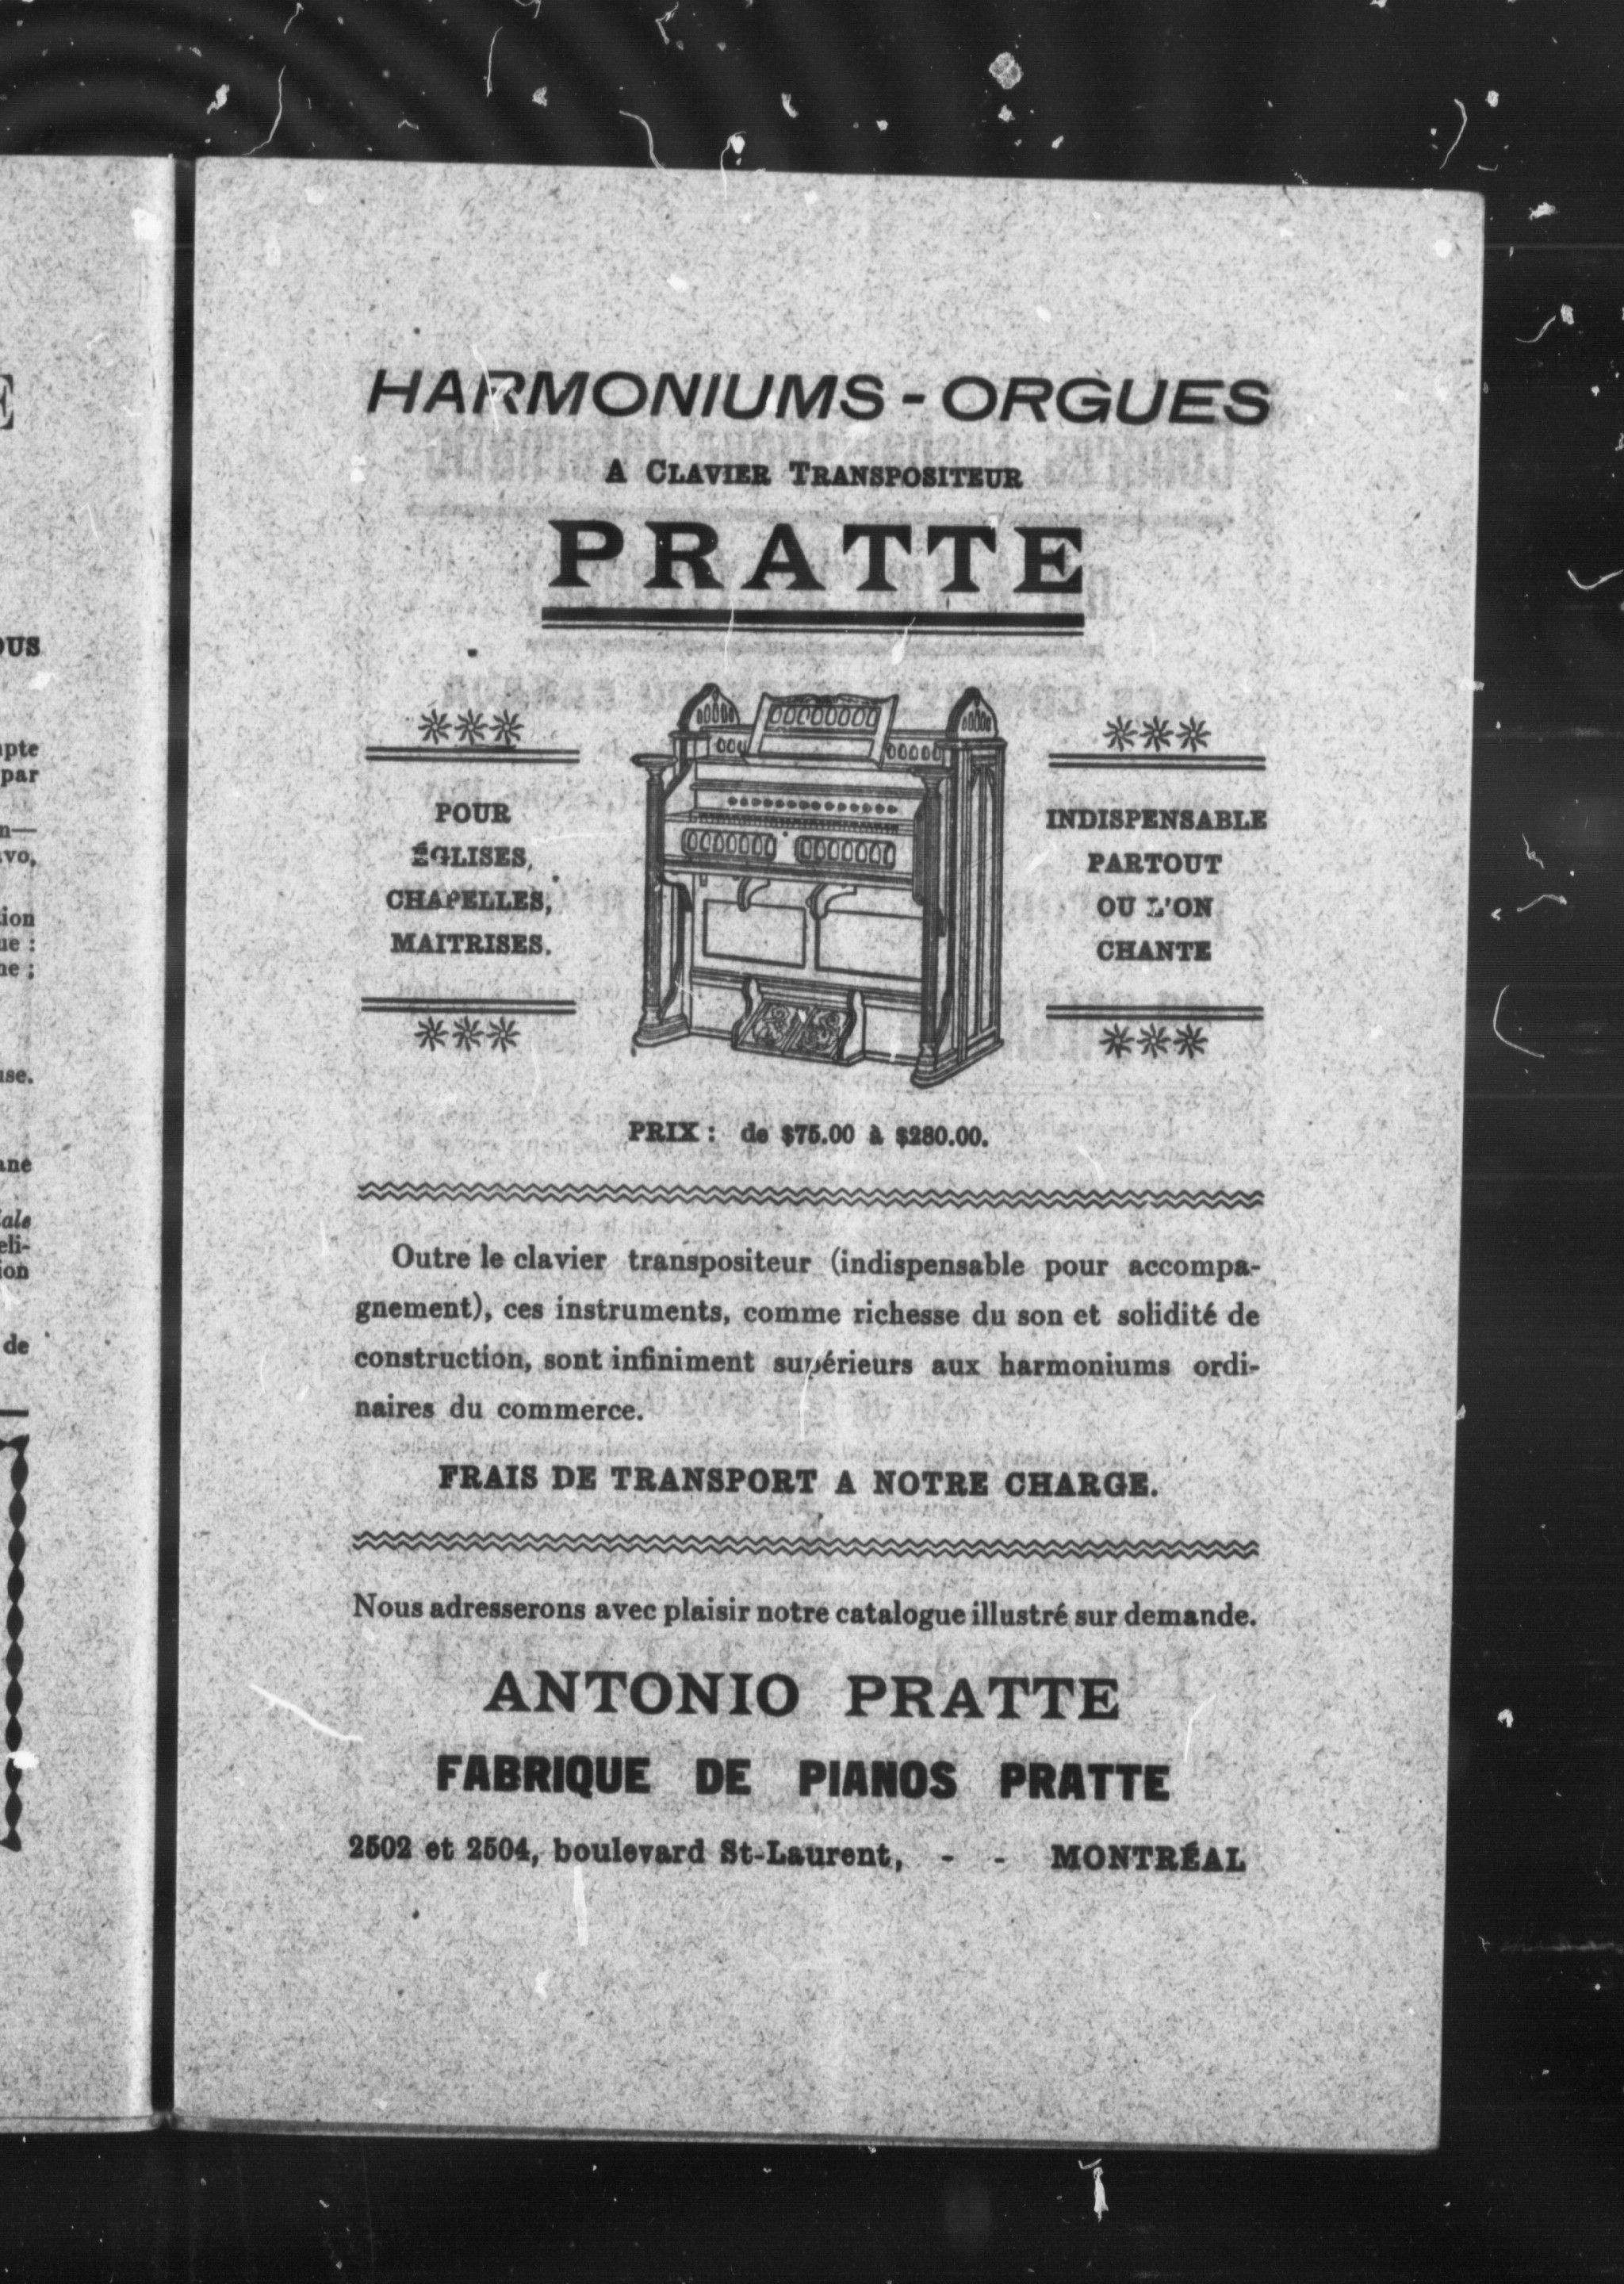 HARMONIUMS - ORGUES
A CLAVIER TRANSPOSITEUR
PRATTE
POUR
ÉGLISES,
CHAPELLES,
MAITRISES.
INDISPENSABLE
PARTOUT
OU L'ON
CHANTE
PRIX : de $75.00 à $280.00.
Outre le clavier transpositeur (indispensable pour accompa-
gnement), ces instruments, comme richesse du son et solidité de
construction, sont infiniment supérieurs aux harmoniums ordi-
naires du commerce.
FRAIS DE TRANSPORT A NOTRE CHARGE.
Nous adresserons avec plaisir notre catalogue illustré sur demande.
ANTONIO PRATTE
FABRIQUE DE PIANOS PRATTE
2502 et 2504, boulevard St-Laurent, - - MONTRÉAL